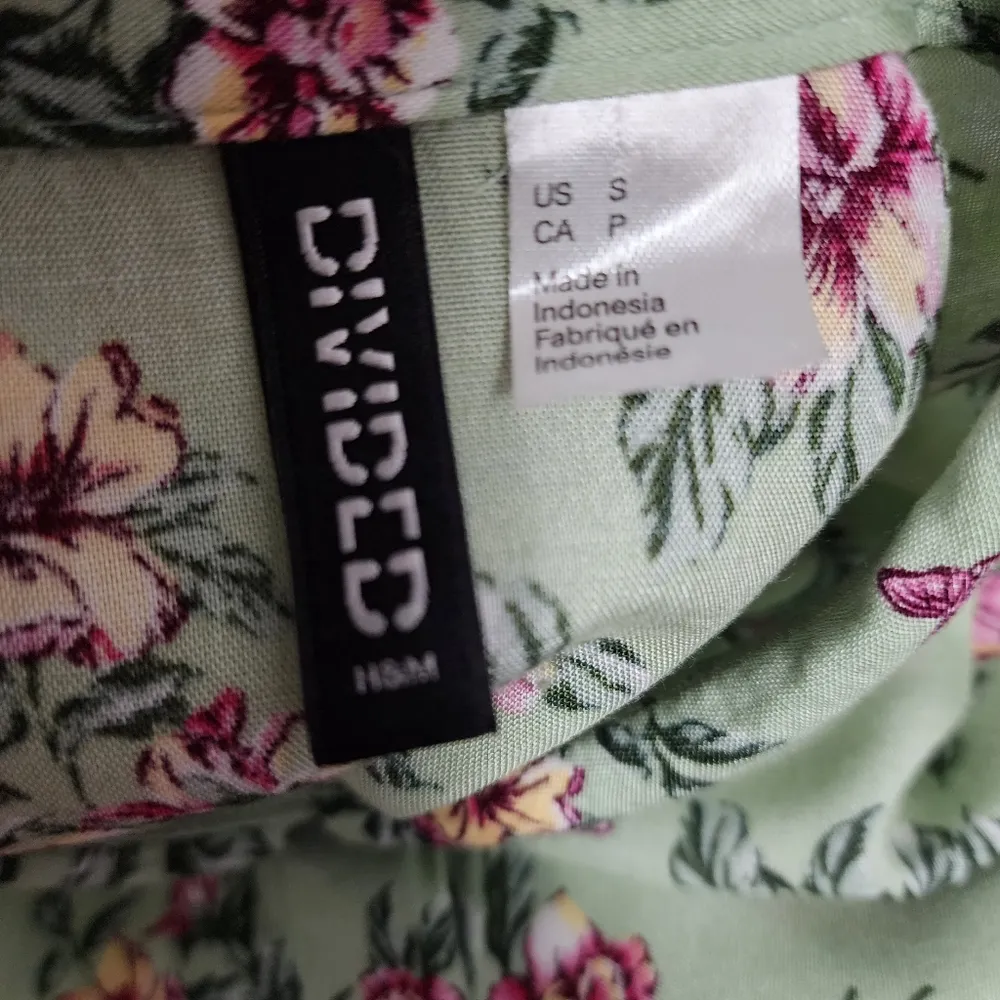 DIVIDED
H&M
US S
CA P
Made in
Indonesia
Fabriqué en
Indonésie